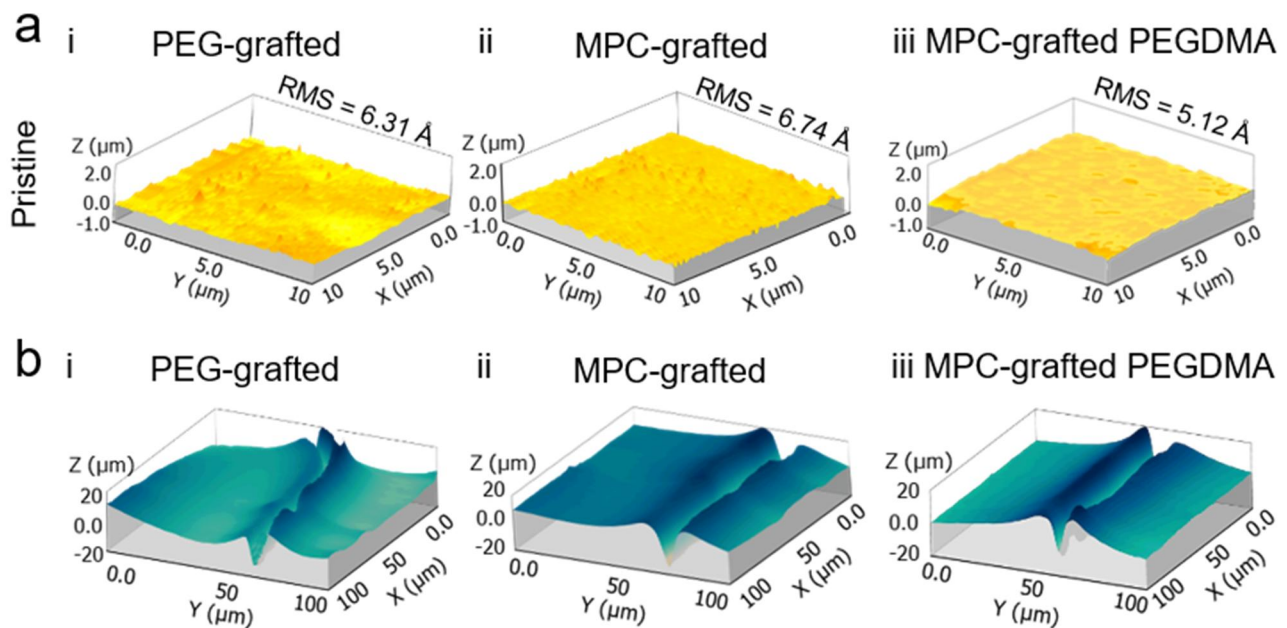 a
i PEG-grafted
ii MPC-grafted
iii MPC-grafted PEGDMA
Pristine
RMS = 6.31 Å
Z (µm)
2.0
0.0
-1.0
0.0
5.0
10
Y (µm)
10
5.0
0.0
X (µm)
RMS = 6.74 Å
Z (µm)
2.0
0.0
-1.0
0.0
5.0
10
Y (µm)
10
5.0
0.0
X (µm)
RMS = 5.12 Å
Z (µm)
2.0
0.0
-1.0
0.0
5.0
10
Y (µm)
10
5.0
0.0
X (µm)
b
i PEG-grafted
ii MPC-grafted
iii MPC-grafted PEGDMA
Z (µm)
20
0.0
-20
0.0
50
100
Y (µm)
100
50
0.0
X (µm)
Z (µm)
20
0.0
-20
0.0
50
100
Y (µm)
100
50
0.0
X (µm)
Z (µm)
20
0.0
-20
0.0
50
100
Y (µm)
100
50
0.0
X (µm)